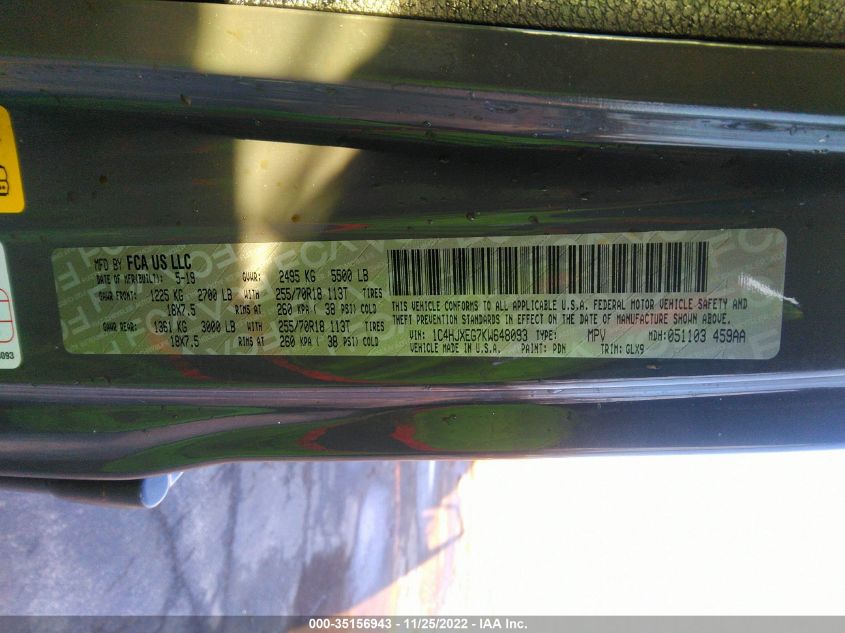 MFD BY FCA US LLC
DATE OF MFR(BUILT): 5-19 GVWR: 2495 KG 5500 LB
GAWR FRONT: 1225 KG 2700 LB WITH 255/70R18 113T TIRES
18X7.5 RIMS AT 260 KPA ( 38 PSI) COLD
GAWR REAR: 1361 KG 3000 LB WITH 255/70R18 113T TIRES
18X7.5 RIMS AT 260 KPA ( 38 PSI) COLD
THIS VEHICLE CONFORMS TO ALL APPLICABLE U.S.A. FEDERAL MOTOR VEHICLE SAFETY AND
THEFT PREVENTION STANDARDS IN EFFECT ON THE DATE OF MANUFACTURE SHOWN ABOVE.
VIN: 1C4HJXEG7KW648093 TYPE: MPV MDH: 051103 459AA
VEHICLE MADE IN U.S.A. PAINT: PDN TRIM: GLX9
8093
000-35156943 - 11/25/2022 - IAA Inc.